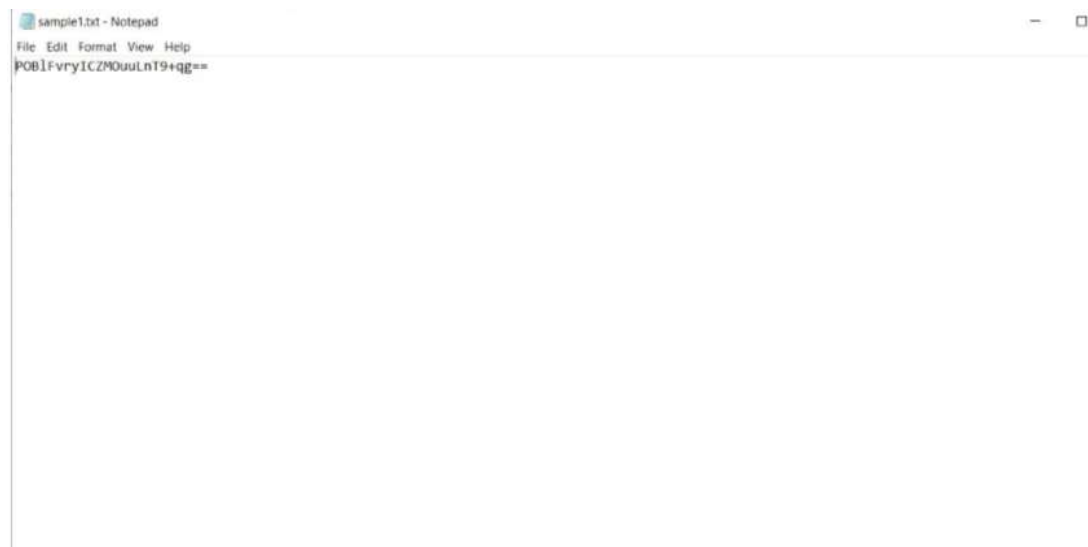 sample1.txt - Notepad
File Edit Format View Help
POBlFvryICZMOuuLnT9+qg==